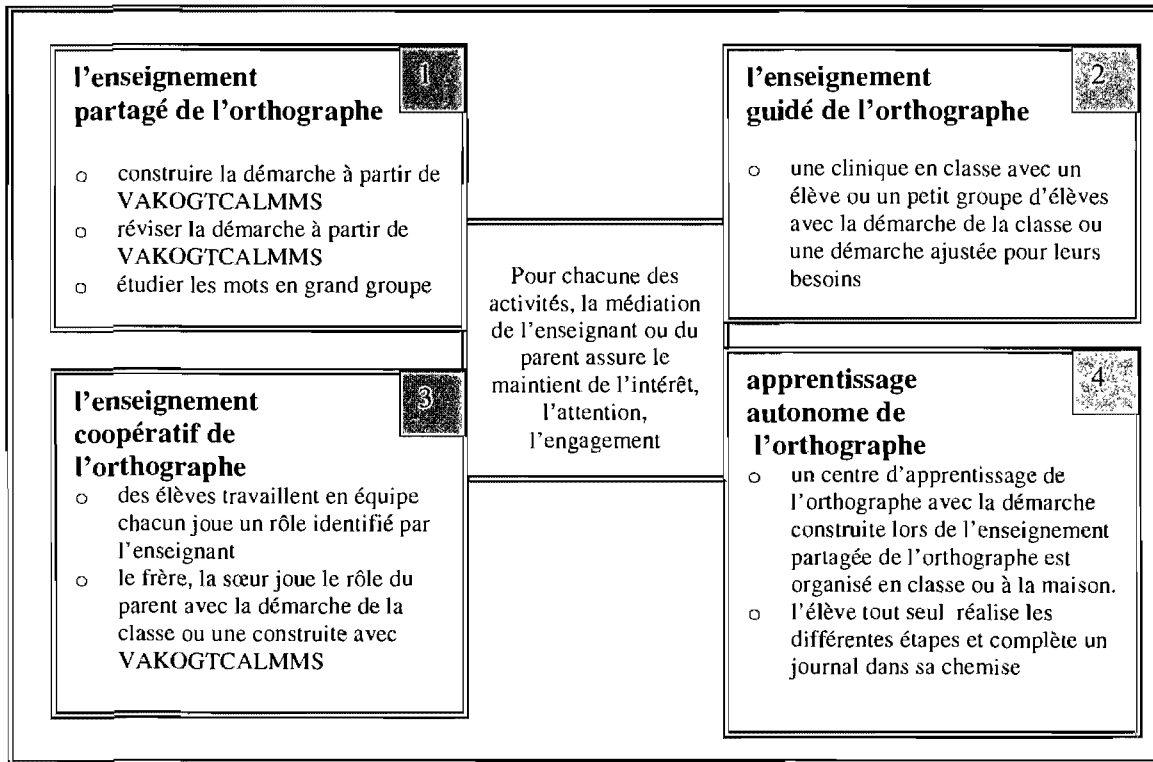 1
l'enseignement
partagé de l'orthographe
o construire la démarche à partir de
VAKOGTCALMMS
o réviser la démarche à partir de
VAKOGTCALMMS
o étudier les mots en grand groupe
2
l'enseignement
guidé de l'orthographe
o une clinique en classe avec un
élève ou un petit groupe d'élèves
avec la démarche de la classe ou
une démarche ajustée pour leurs
besoins
Pour chacune des
activités, la médiation
de l'enseignant ou du
parent assure le
maintient de l'intérêt,
l'attention,
l'engagement
3
l'enseignement
coopératif de
l'orthographe
o des élèves travaillent en équipe
chacun joue un rôle identifié par
l'enseignant
o le frère, la sœur joue le rôle du
parent avec la démarche de la
classe ou une construite avec
VAKOGTCALMMS
4
apprentissage
autonome de
l'orthographe
o un centre d'apprentissage de
l'orthographe avec la démarche
construite lors de l'enseignement
partagée de l'orthographe est
organisé en classe ou à la maison.
o l'élève tout seul réalise les
différentes étapes et complète un
journal dans sa chemise